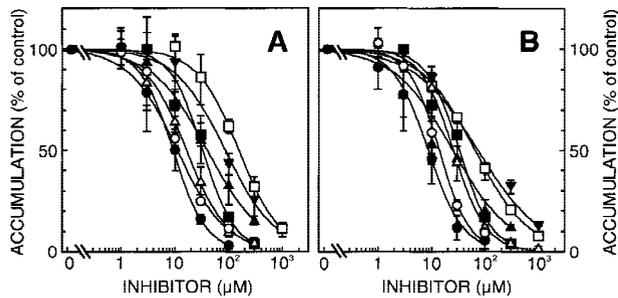 A
B
ACCUMULATION (% of control)
100
50
0
0 1 10 10² 10³
INHIBITOR (µM)
0 1 10 10² 10³
INHIBITOR (µM)
100
50
0
ACCUMULATION (% of control)